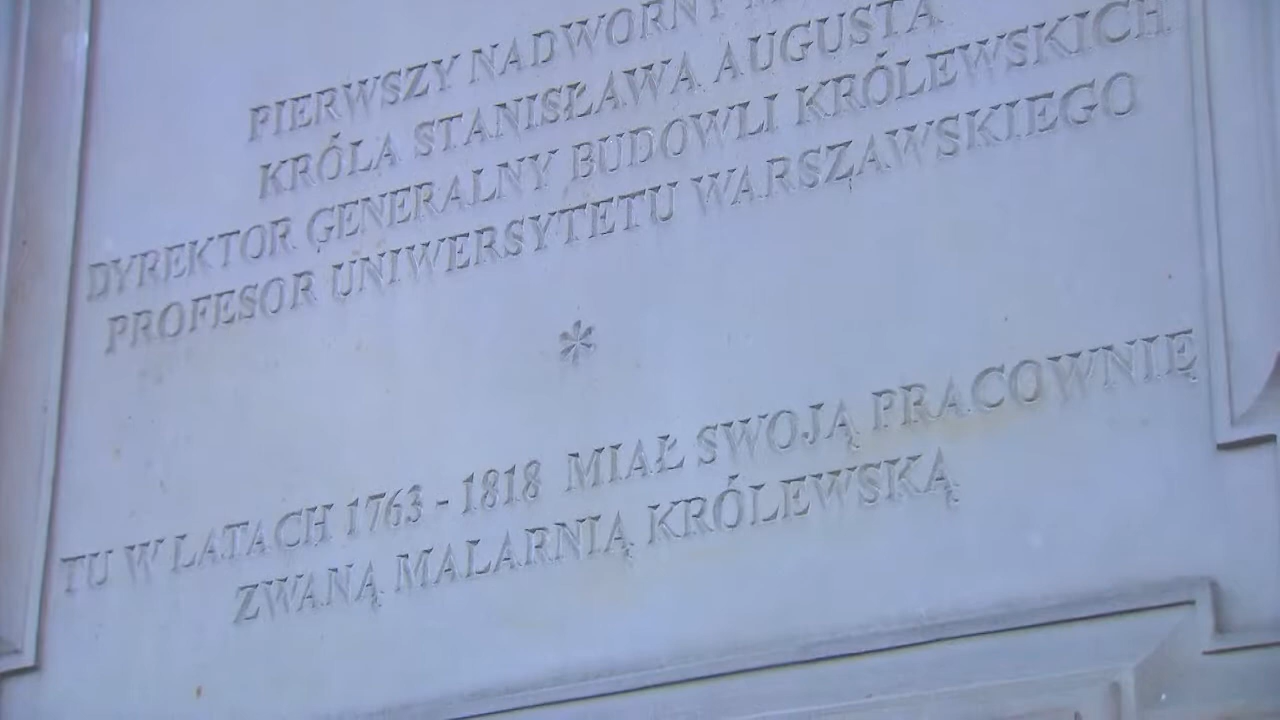 PIERWSZY NADWORNY
KRÓLA STANISŁAWA AUGUSTA
DYREKTOR GENERALNY BUDOWLI KRÓLEWSKICH
PROFESOR UNIWERSYTETU WARSZAWSKIEGO
*
TU W LATACH 1763 - 1818 MIAŁ SWOJĄ PRACOWNIĘ
ZWANĄ MALARNIĄ KRÓLEWSKĄ